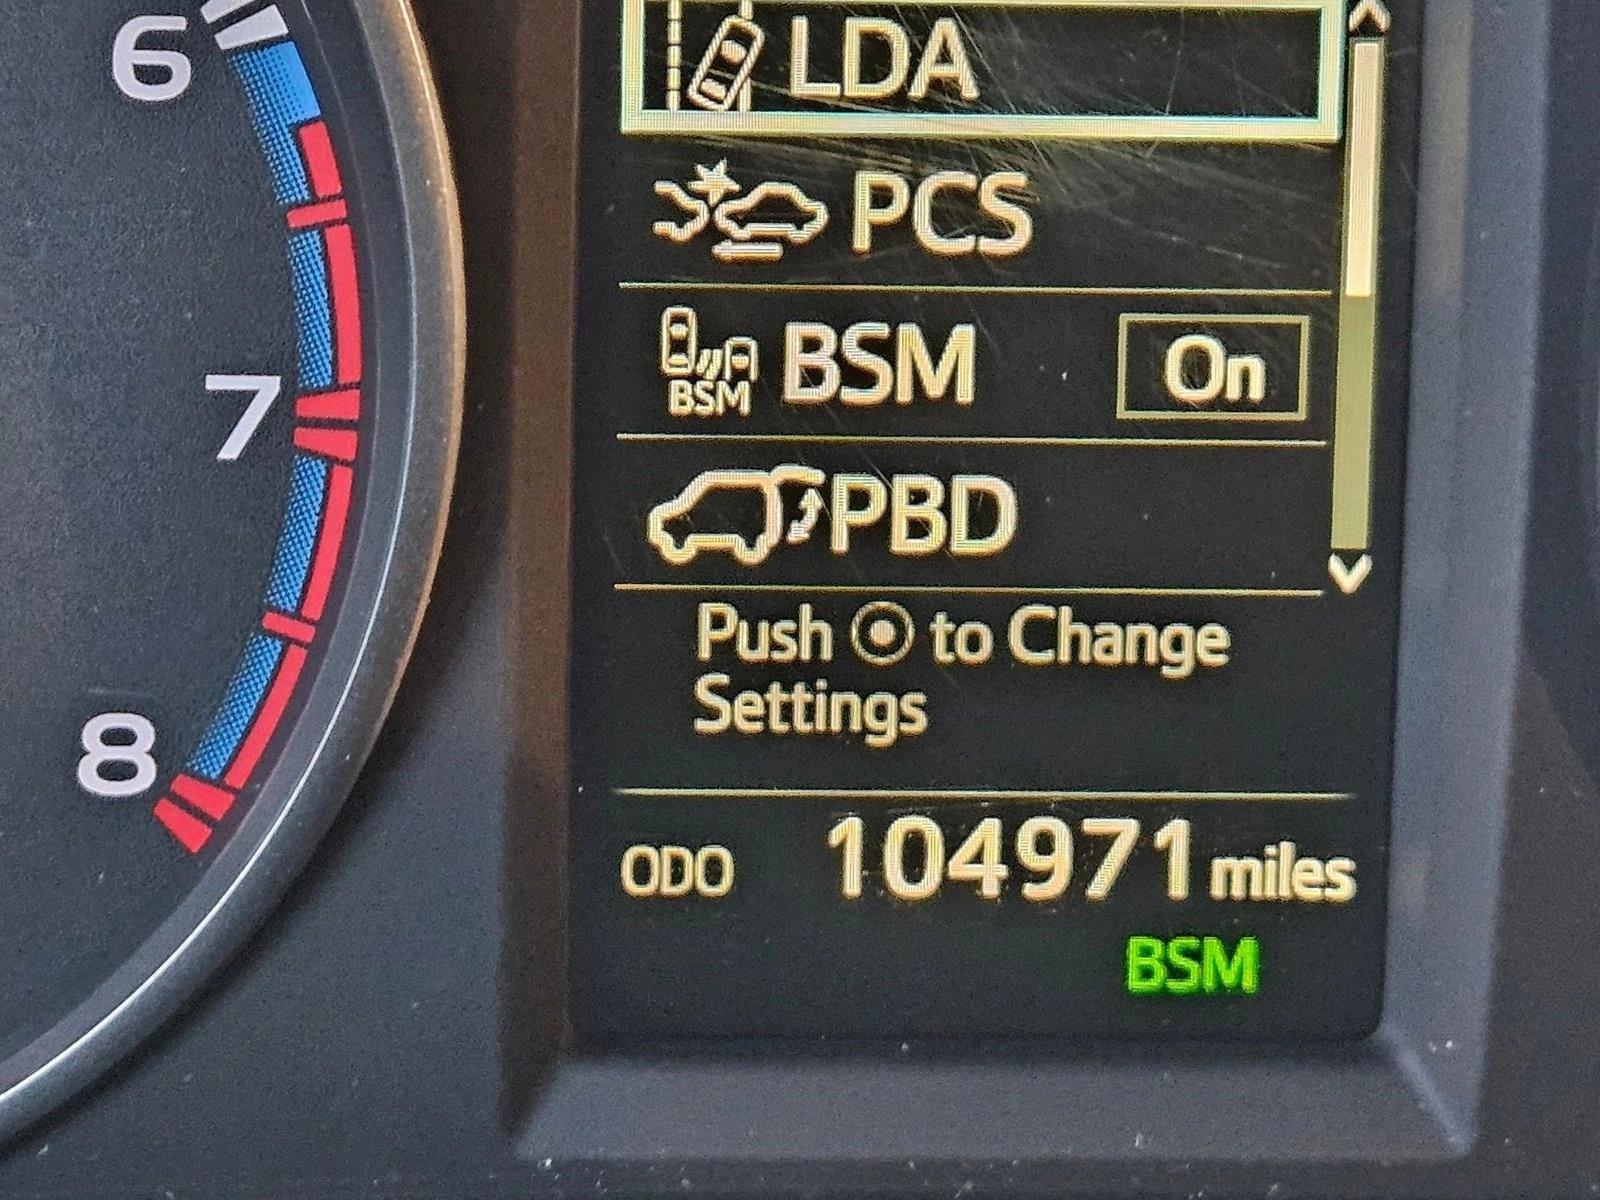 6
7
8
LDA
PCS
BSM
BSM On
PBD
Push to Change
Settings
ODO 104971 miles
BSM